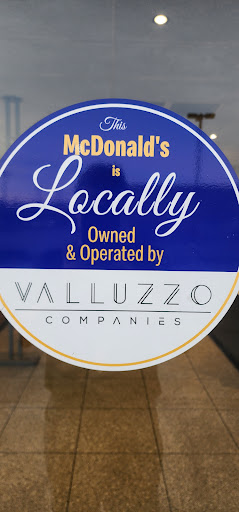 This
McDonald's
is
Locally
Owned
& Operated by
VALLUZZO
COMPANIES